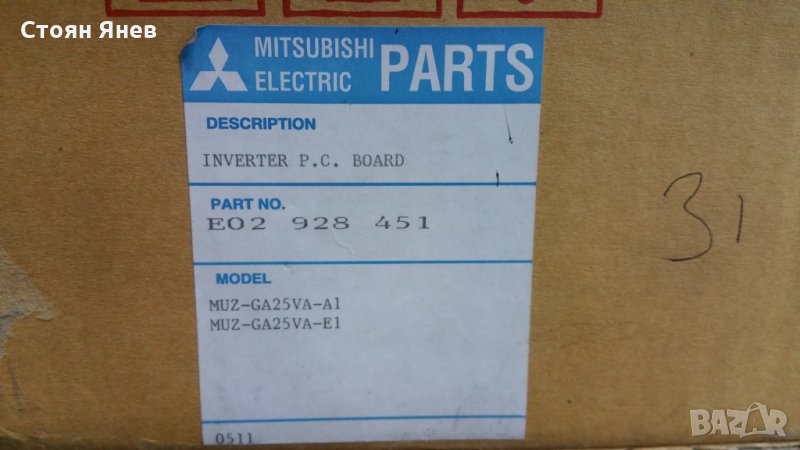 Стоян Янев
MITSUBISHI
ELECTRIC
PARTS
DESCRIPTION
INVERTER P.C. BOARD
PART NO.
E02 928 451
MODEL
MUZ-GA25VA-A1
MUZ-GA25VA-E1
0511
31
BAZAR